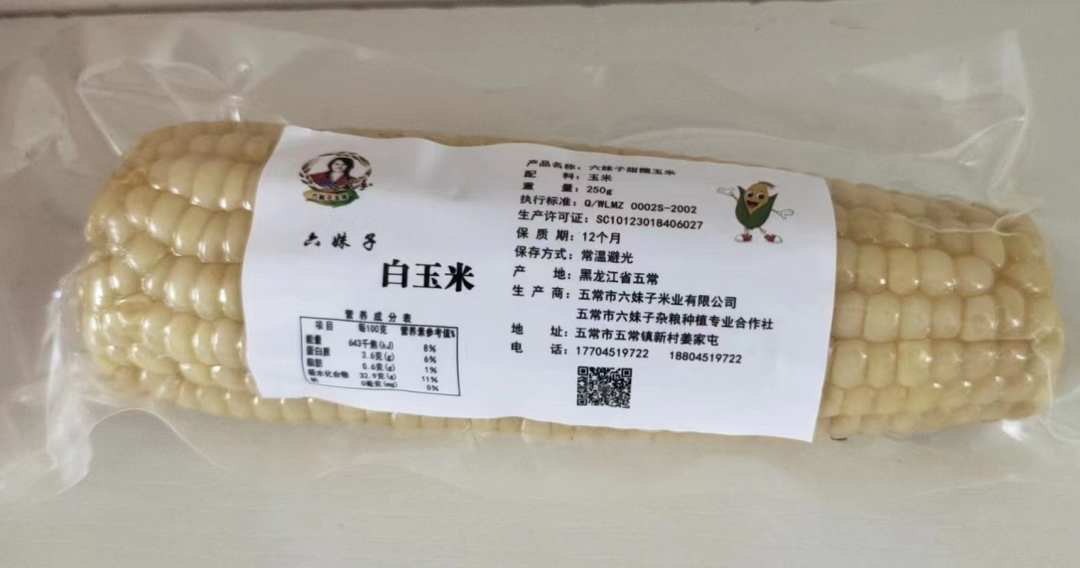 六妹子
白玉米
营养成分表
项目 每100克 营养素参考值%
能量 643千焦(kJ) 8%
蛋白质 3.6克(g) 6%
脂肪 0.6克(g) 1%
碳水化合物 32.9克(g) 11%
钠 0毫克(mg) 0%
产品名称：六妹子甜糯玉米
配 料：玉米
重 量：250g
执行标准：Q/WLMZ 0002S-2002
生产许可证：SC10123018406027
保 质 期：12个月
保存方式：常温避光
产 地：黑龙江省五常
生 产 商：五常市六妹子米业有限公司
五常市六妹子杂粮种植专业合作社
地 址：五常市五常镇新村姜家屯
电 话：17704519722 18804519722